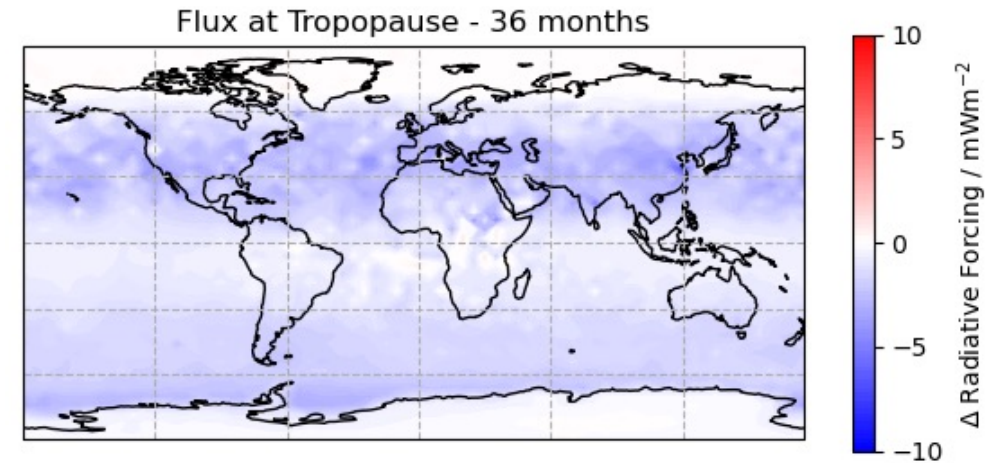 Flux at Tropopause - 36 months
10
5
0
−5
−10
Δ Radiative Forcing / mWm⁻²